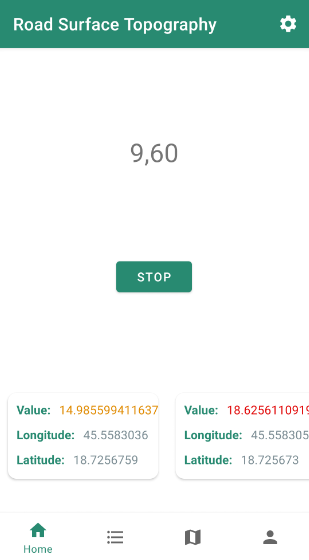 Road Surface Topography
9,60
STOP
Value: 14.985599411637
Longitude: 45.5583036
Latitude: 18.7256759
Value: 18.6256110919
Longitude: 45.558305
Latitude: 18.725673
Home